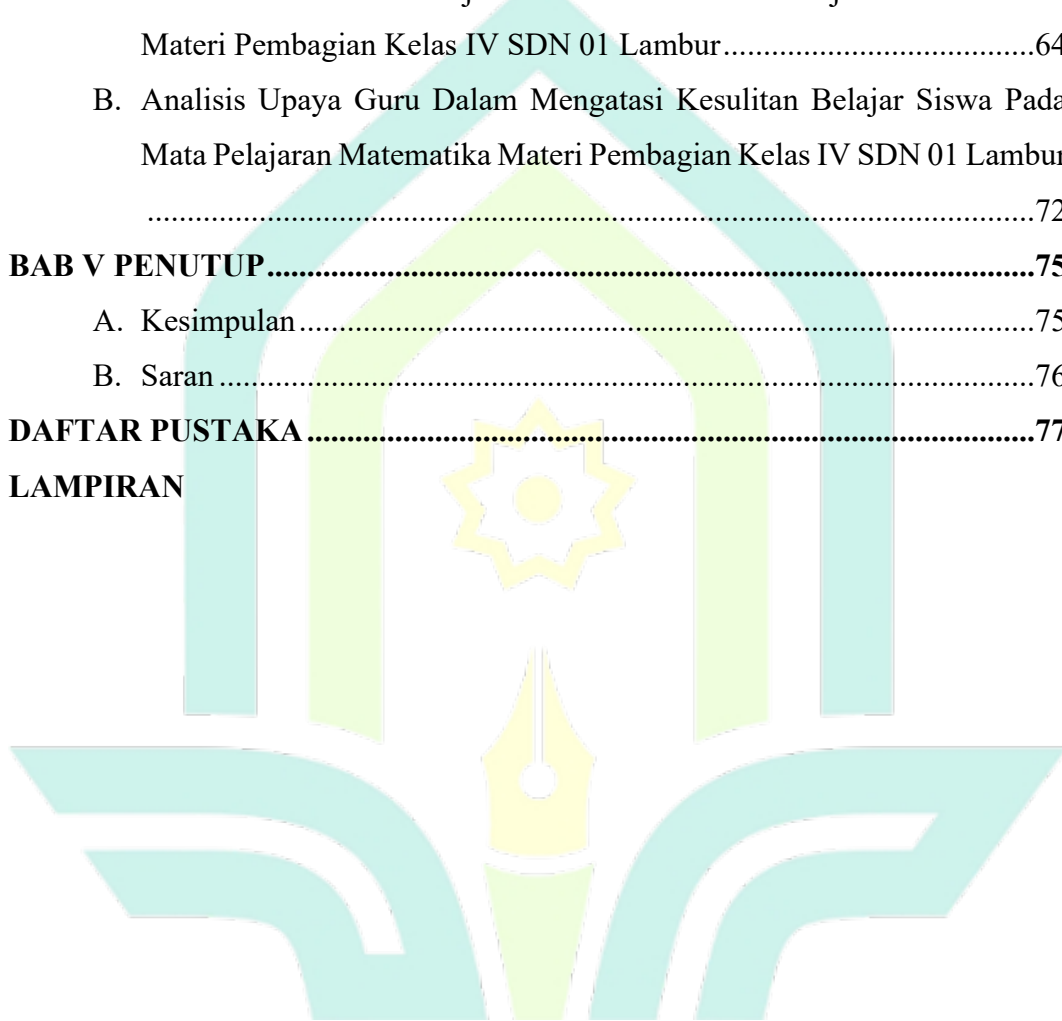 Materi Pembagian Kelas IV SDN 01 Lambur..................................64
B. Analisis Upaya Guru Dalam Mengatasi Kesulitan Belajar Siswa Pada
Mata Pelajaran Matematika Materi Pembagian Kelas IV SDN 01 Lambur
.........................................................................................72
BAB V PENUTUP.............................................................................75
A. Kesimpulan..........................................................................75
B. Saran..................................................................................76
DAFTAR PUSTAKA.........................................................................77
LAMPIRAN